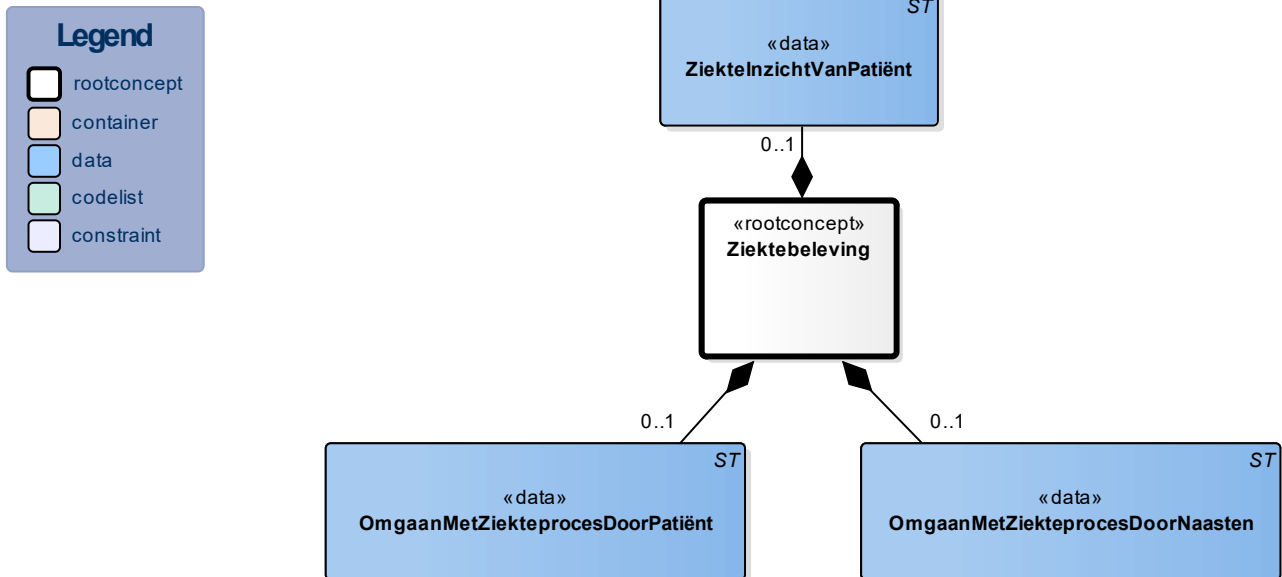 Legend
rootconcept
container
data
codelist
constraint
ST
«data»
ZiekteInzichtVanPatiënt
0..1
«rootconcept»
Ziektebeleving
0..1
0..1
ST
«data»
OmgaanMetZiekteprocesDoorPatiënt
ST
«data»
OmgaanMetZiekteprocesDoorNaasten